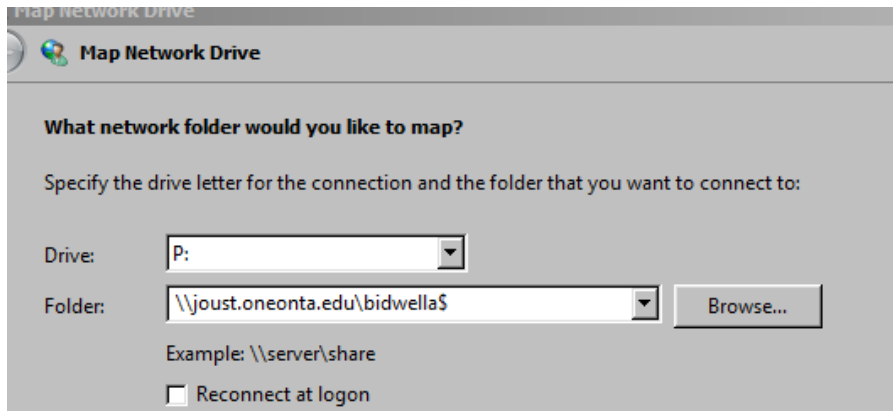 Map Network Drive
Map Network Drive
What network folder would you like to map?
Specify the drive letter for the connection and the folder that you want to connect to:
Drive: P:
Folder: \\joust.oneonta.edu\bidwella$ Browse...
Example: \\server\share
Reconnect at logon